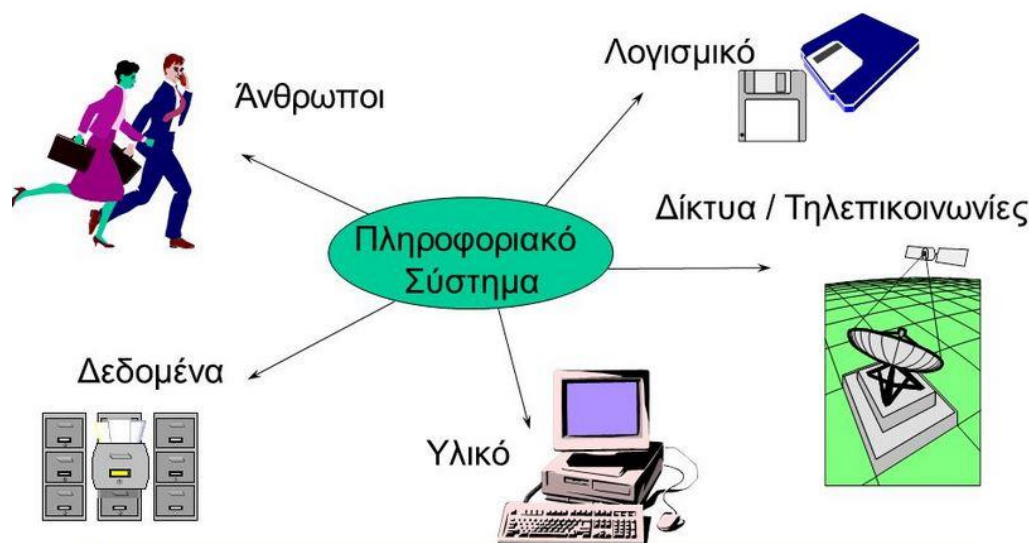 Λογισμικό
Άνθρωποι
Δίκτυα / Τηλεπικοινωνίες
Πληροφοριακό
Σύστημα
Δεδομένα
Υλικό